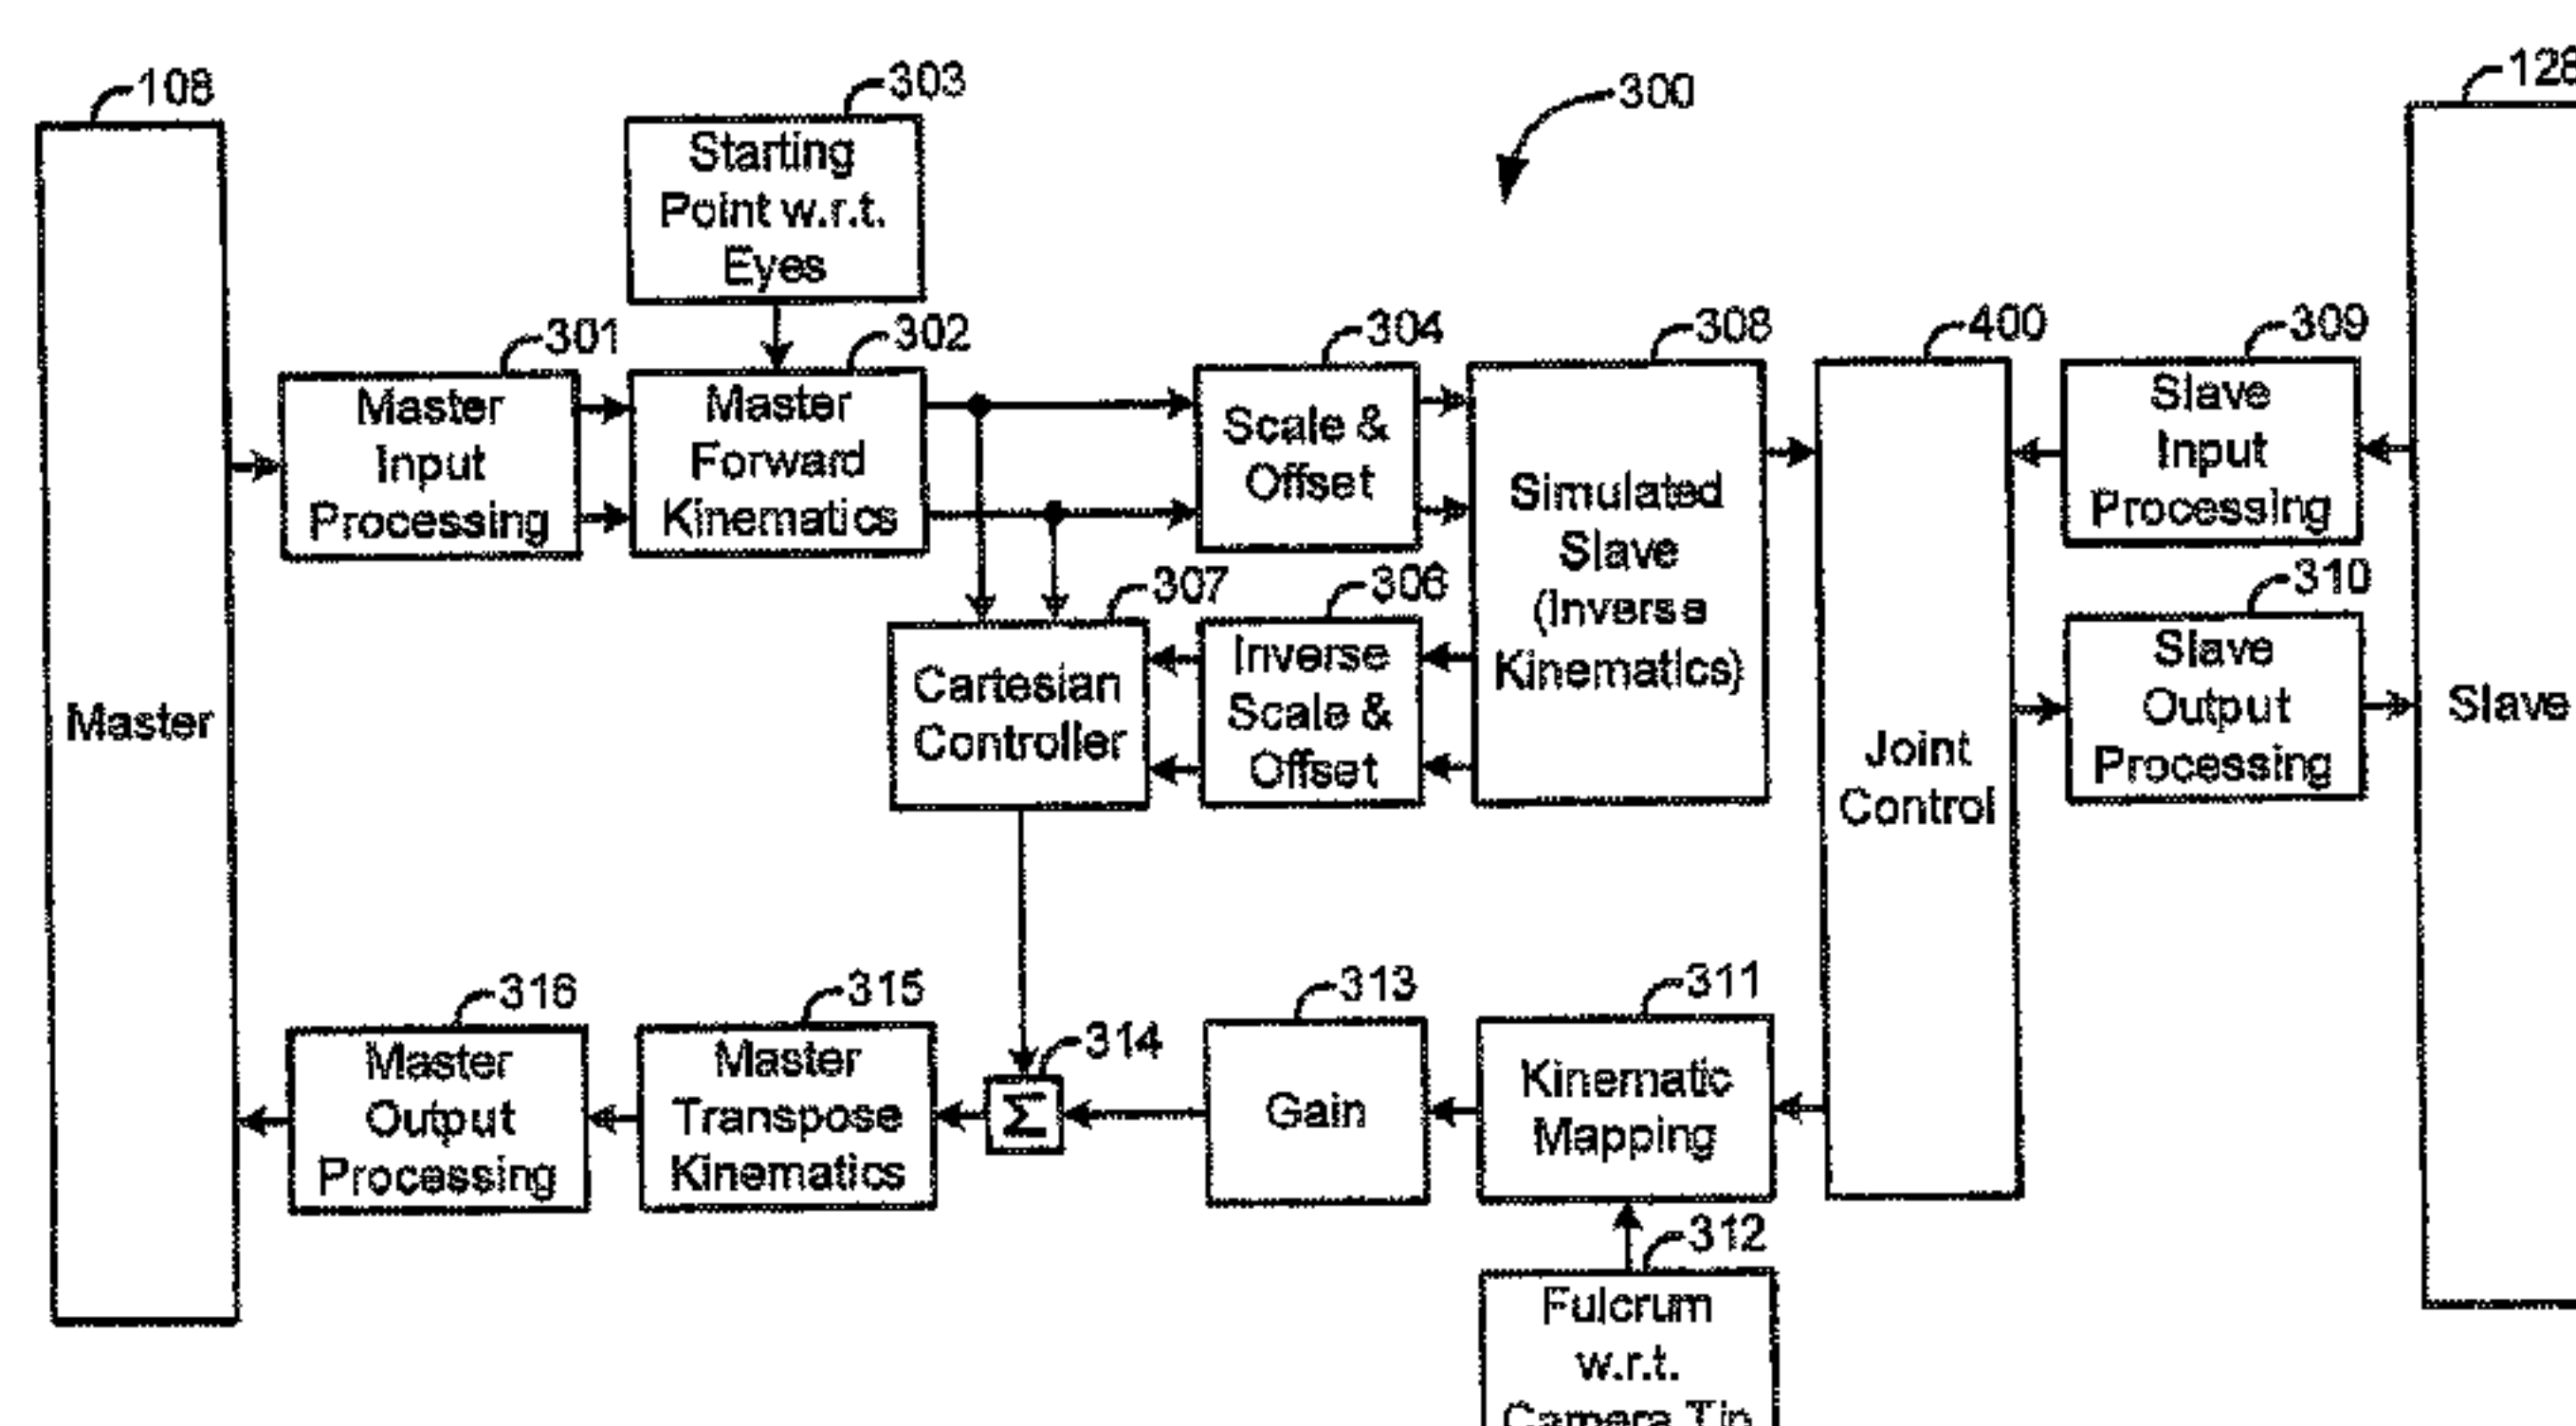 108
303
300
128
Starting
Point w.r.t.
Eyes
301
302
304
308
400
309
Master
Input
Processing
Master
Forward
Kinematics
Scale &
Offset
Simulated
Slave
(Inverse
Kinematics)
Slave
Input
Processing
307
306
310
Master
Cartesian
Controller
Inverse
Scale &
Offset
Joint
Control
Slave
Output
Processing
Slave
316
315
314
313
311
Master
Output
Processing
Master
Transpose
Kinematics
Σ
Gain
Kinematic
Mapping
312
Fulcrum
w.r.t.
Camera Tip